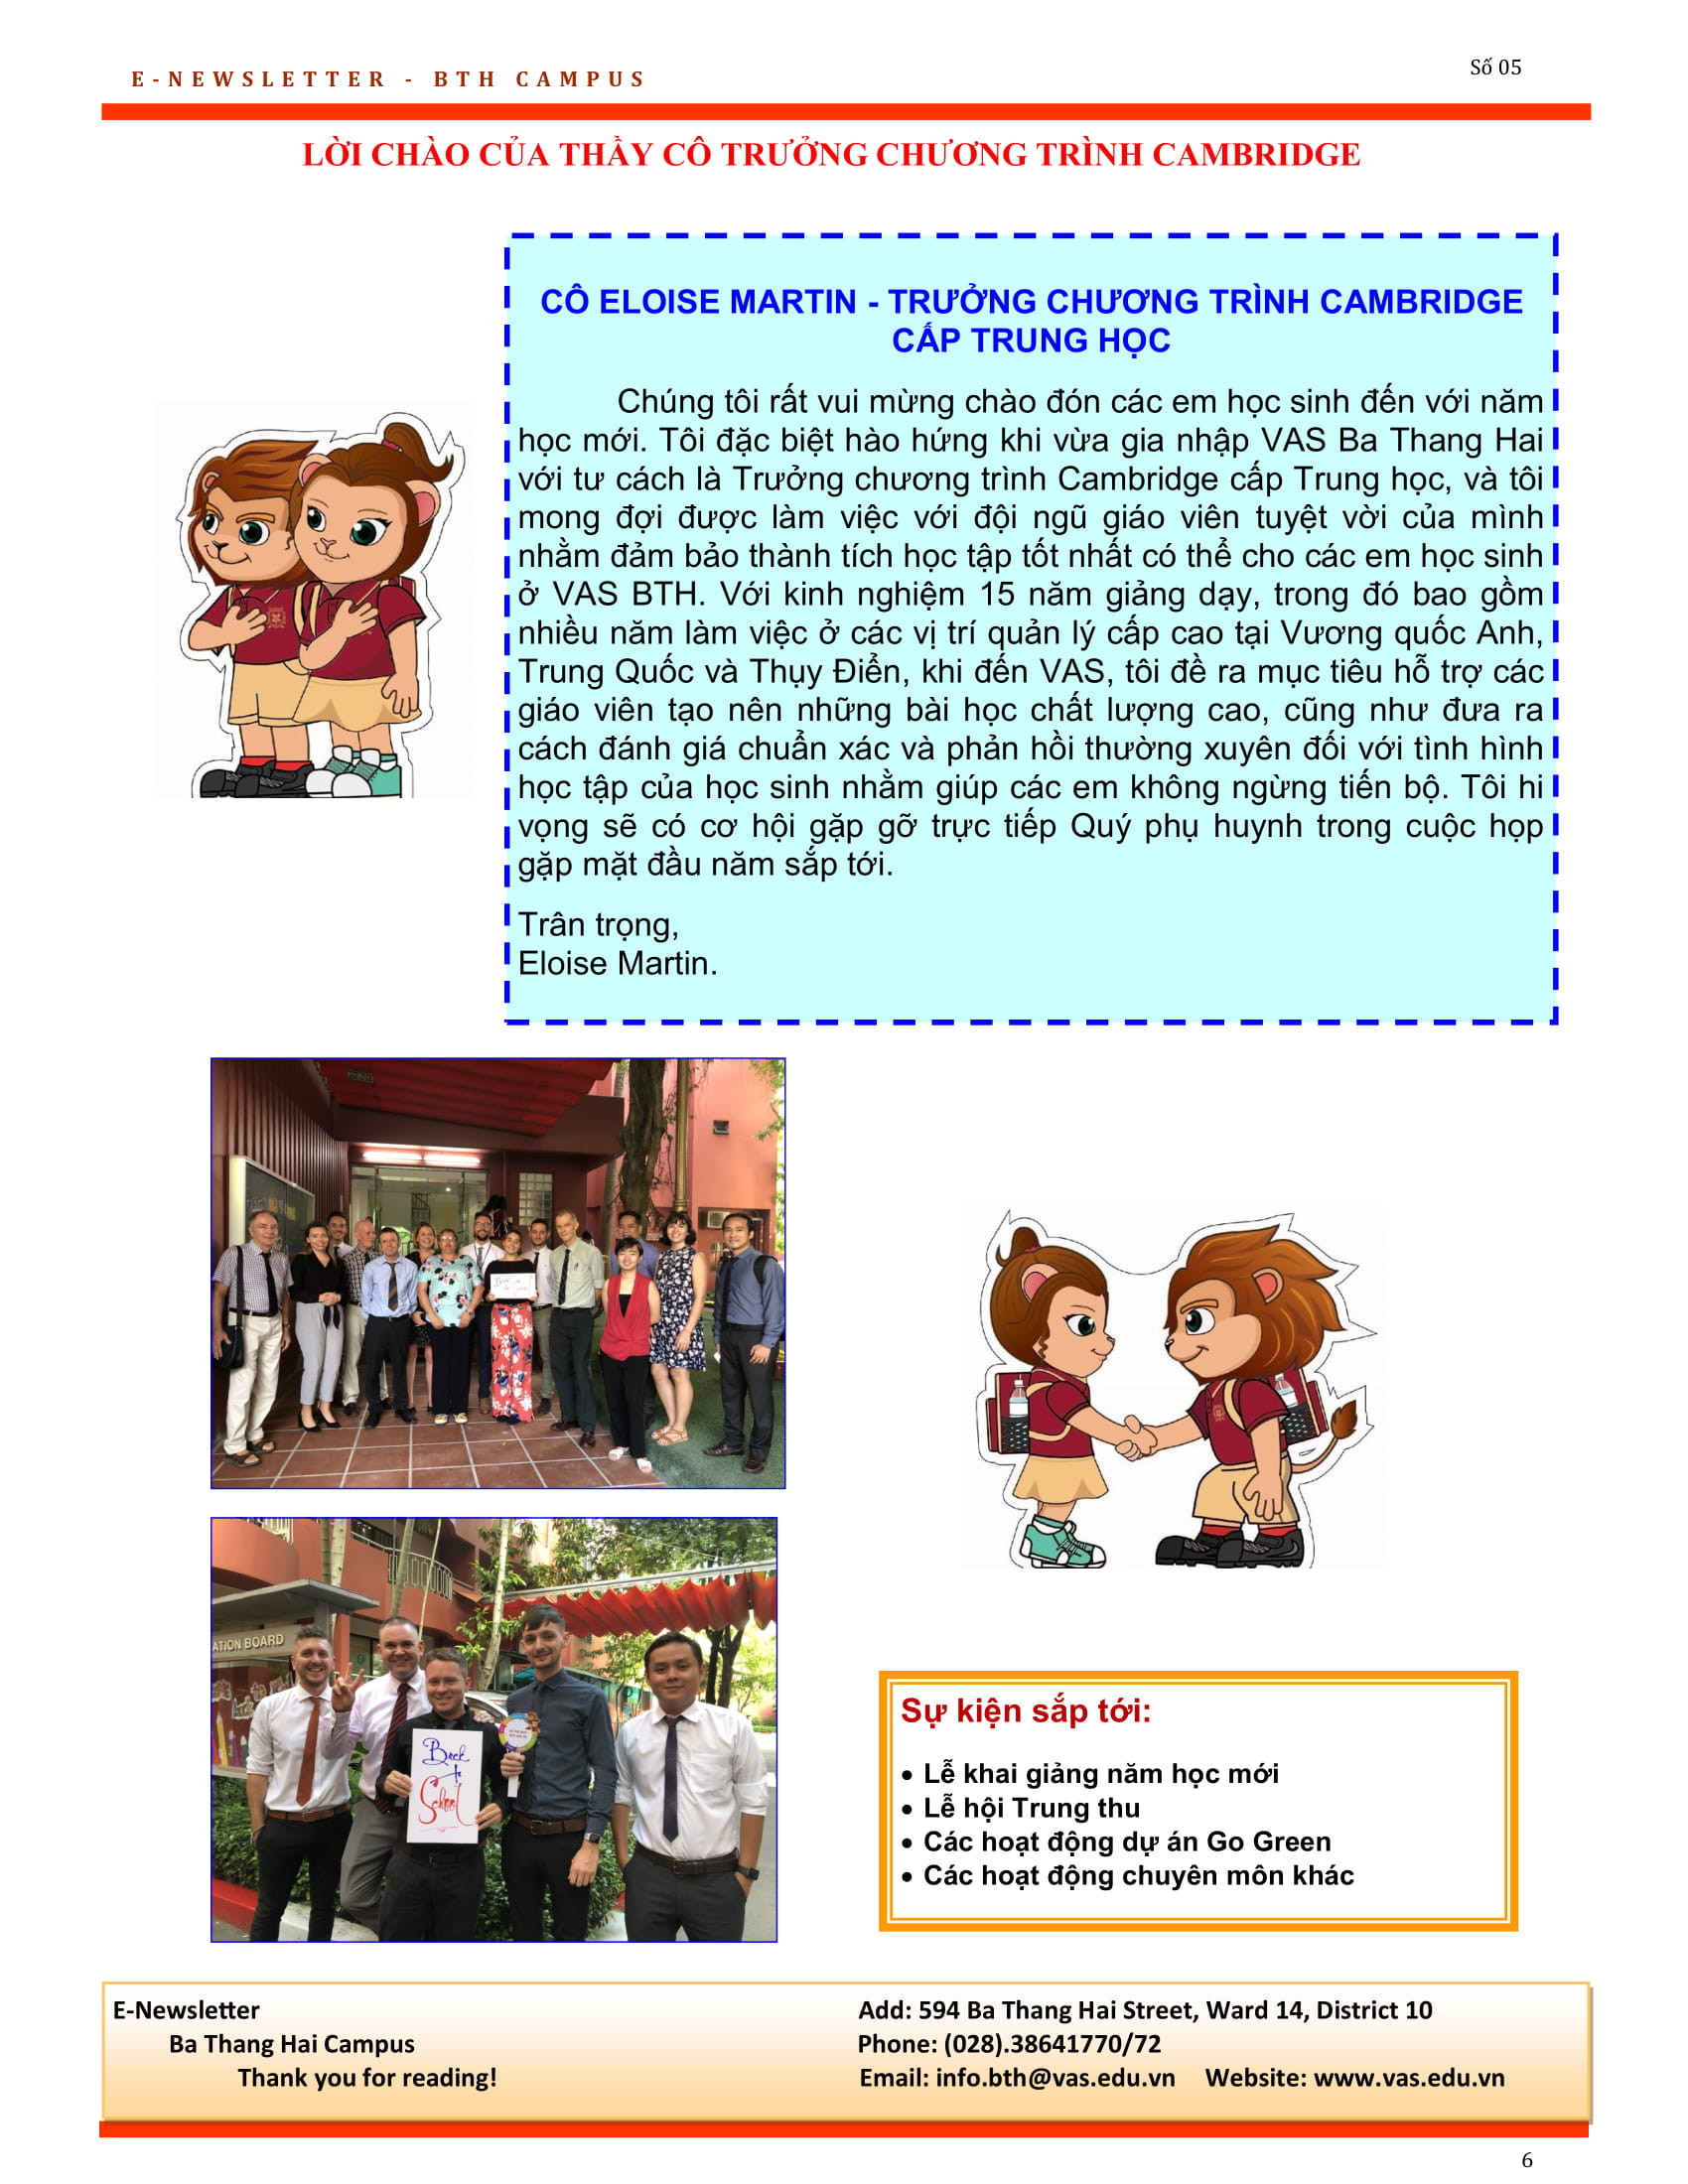 E-NEWSLETTER - BTH CAMPUS
Số 05
LỜI CHÀO CỦA THẦY CÔ TRƯỞNG CHƯƠNG TRÌNH CAMBRIDGE
CÔ ELOISE MARTIN - TRƯỞNG CHƯƠNG TRÌNH CAMBRIDGE
CẤP TRUNG HỌC
Chúng tôi rất vui mừng chào đón các em học sinh đến với năm
học mới. Tôi đặc biệt hào hứng khi vừa gia nhập VAS Ba Thang Hai
với tư cách là Trưởng chương trình Cambridge cấp Trung học, và tôi
mong đợi được làm việc với đội ngũ giáo viên tuyệt vời của mình
nhằm đảm bảo thành tích học tập tốt nhất có thể cho các em học sinh
ở VAS BTH. Với kinh nghiệm 15 năm giảng dạy, trong đó bao gồm
nhiều năm làm việc ở các vị trí quản lý cấp cao tại Vương quốc Anh,
Trung Quốc và Thụy Điển, khi đến VAS, tôi đề ra mục tiêu hỗ trợ các
giáo viên tạo nên những bài học chất lượng cao, cũng như đưa ra
cách đánh giá chuẩn xác và phản hồi thường xuyên đối với tình hình
học tập của học sinh nhằm giúp các em không ngừng tiến bộ. Tôi hi
vọng sẽ có cơ hội gặp gỡ trực tiếp Quý phụ huynh trong cuộc họp
gặp mặt đầu năm sắp tới.
Trân trọng,
Eloise Martin.
ATION BOARD
Back
to
School
Sự kiện sắp tới:
• Lễ khai giảng năm học mới
• Lễ hội Trung thu
• Các hoạt động dự án Go Green
• Các hoạt động chuyên môn khác
E-Newsletter
Ba Thang Hai Campus
Thank you for reading!
Add: 594 Ba Thang Hai Street, Ward 14, District 10
Phone: (028).38641770/72
Email: info.bth@vas.edu.vn Website: www.vas.edu.vn
6